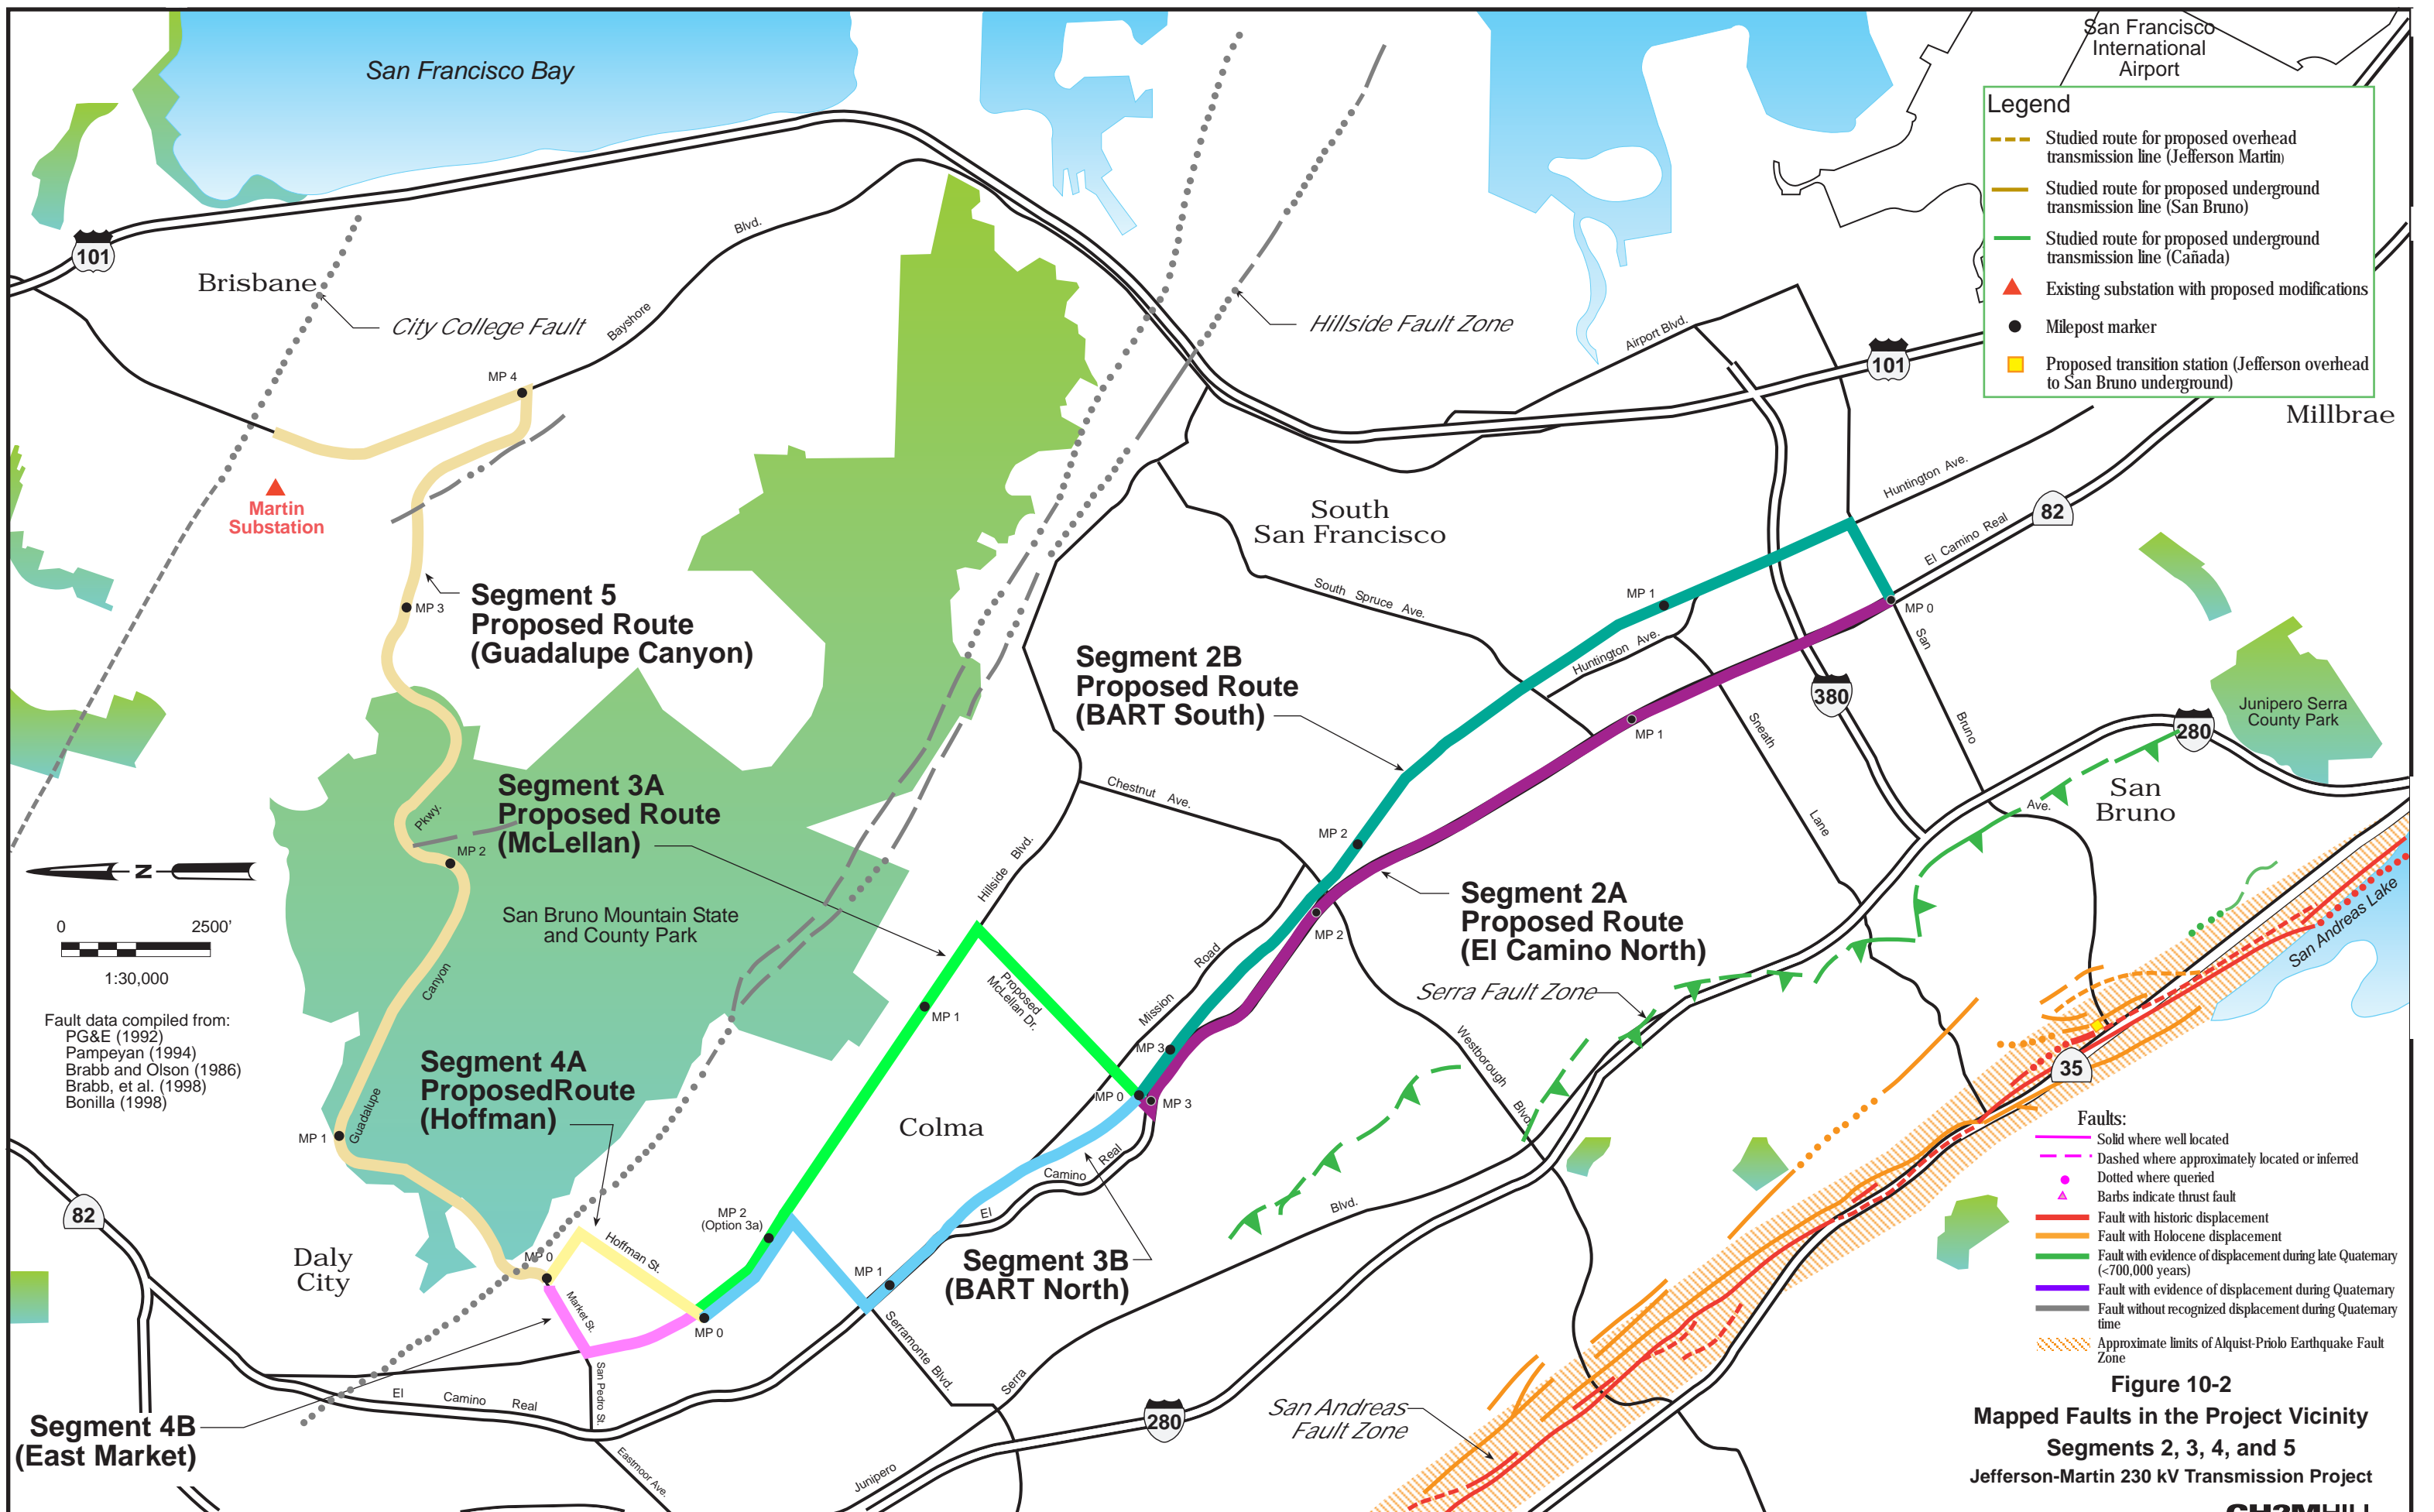 San Francisco Bay
San Francisco
International
Airport
Legend
Studied route for proposed overhead
transmission line (Jefferson Martin)
Studied route for proposed underground
transmission line (San Bruno)
Studied route for proposed underground
transmission line (Cañada)
Existing substation with proposed modifications
Milepost marker
Proposed transition station (Jefferson overhead
to San Bruno underground)
101
Brisbane
City College Fault
Bayshore
Blvd.
Hillside Fault Zone
Airport Blvd.
101
Millbrae
MP 4
Martin
Substation
South
San Francisco
Huntington Ave.
82
El Camino Real
South Spruce Ave.
Segment 5
Proposed Route
(Guadalupe Canyon)
MP 3
MP 1
MP 0
Huntington Ave.
Segment 2B
Proposed Route
(BART South)
San
Bruno
Ave.
380
Sneath
Lane
MP 1
Junipero Serra
County Park
280
San
Bruno
Segment 3A
Proposed Route
(McLellan)
Pkwy.
MP 2
Chestnut Ave.
Hillside Blvd.
MP 2
MP 2
Segment 2A
Proposed Route
(El Camino North)
N
0 2500'
1:30,000
San Bruno Mountain State
and County Park
Canyon
Fault data compiled from:
PG&E (1992)
Pampeyan (1994)
Brabb and Olson (1986)
Brabb, et al. (1998)
Bonilla (1998)
Proposed
McLellan Dr.
MP 1
Mission
Road
MP 3
MP 0
MP 3
Serra Fault Zone
Westborough
Blvd.
San Andreas Lake
35
Segment 4A
ProposedRoute
(Hoffman)
MP 1
Guadalupe
Colma
El
Camino
Real
82
Daly
City
MP 2
(Option 3a)
MP 0
Hoffman St.
Market St.
MP 0
MP 1
Segment 3B
(BART North)
Blvd.
Serramonte Blvd.
Serra
Junipero
280
San Andreas
Fault Zone
El Camino Real
San Pedro St.
Eastmoor Ave.
Segment 4B
(East Market)
Faults:
Solid where well located
Dashed where approximately located or inferred
Dotted where queried
Barbs indicate thrust fault
Fault with historic displacement
Fault with Holocene displacement
Fault with evidence of displacement during late Quaternary
(<700,000 years)
Fault with evidence of displacement during Quaternary
Fault without recognized displacement during Quaternary
time
Approximate limits of Alquist-Priolo Earthquake Fault
Zone
Figure 10-2
Mapped Faults in the Project Vicinity
Segments 2, 3, 4, and 5
Jefferson-Martin 230 kV Transmission Project
CH2MHILL